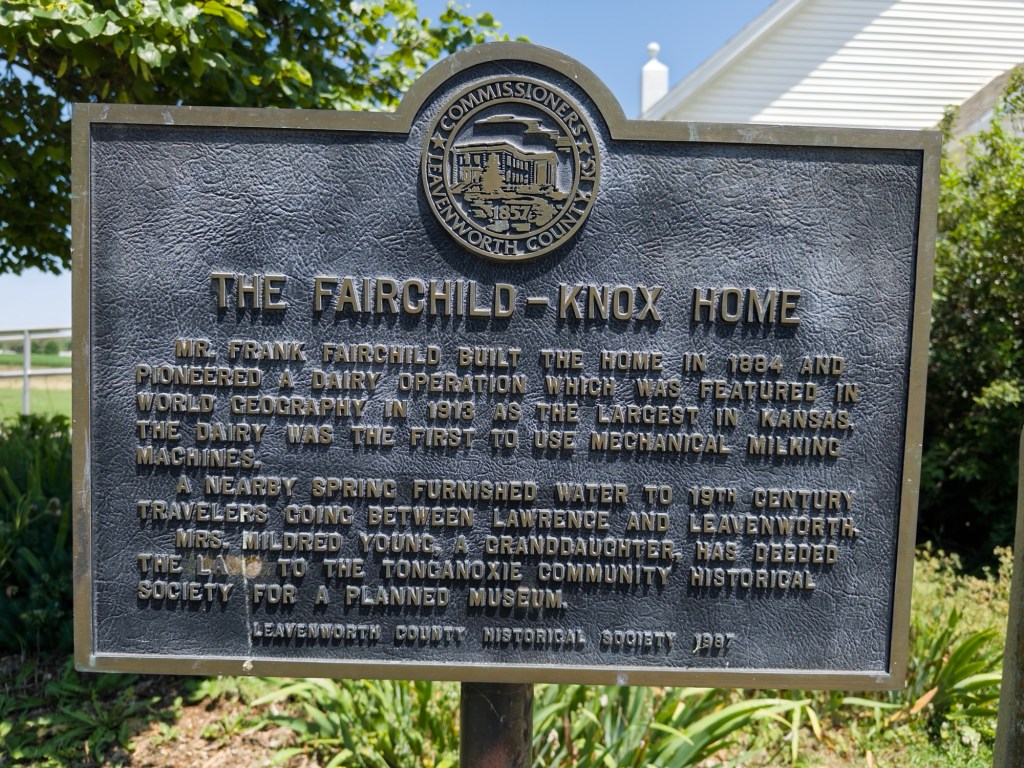 COMMISSIONERS
LEAVENWORTH COUNTY KS
1857
THE FAIRCHILD-KNOX HOME
MR. FRANK FAIRCHILD BUILT THE HOME IN 1884 AND
PIONEERED A DAIRY OPERATION WHICH WAS FEATURED IN
WORLD GEOGRAPHY IN 1913 AS THE LARGEST IN KANSAS.
THE DAIRY WAS THE FIRST TO USE MECHANICAL MILKING
MACHINES.
A NEARBY SPRING FURNISHED WATER TO 19TH CENTURY
TRAVELERS GOING BETWEEN LAWRENCE AND LEAVENWORTH.
MRS. MILDRED YOUNG, A GRANDDAUGHTER, HAS DEEDED
THE TO THE TONGANOXIE COMMUNITY HISTORICAL
SOCIETY FOR A PLANNED MUSEUM.
LEAVENWORTH COUNTY HISTORICAL SOCIETY 1987